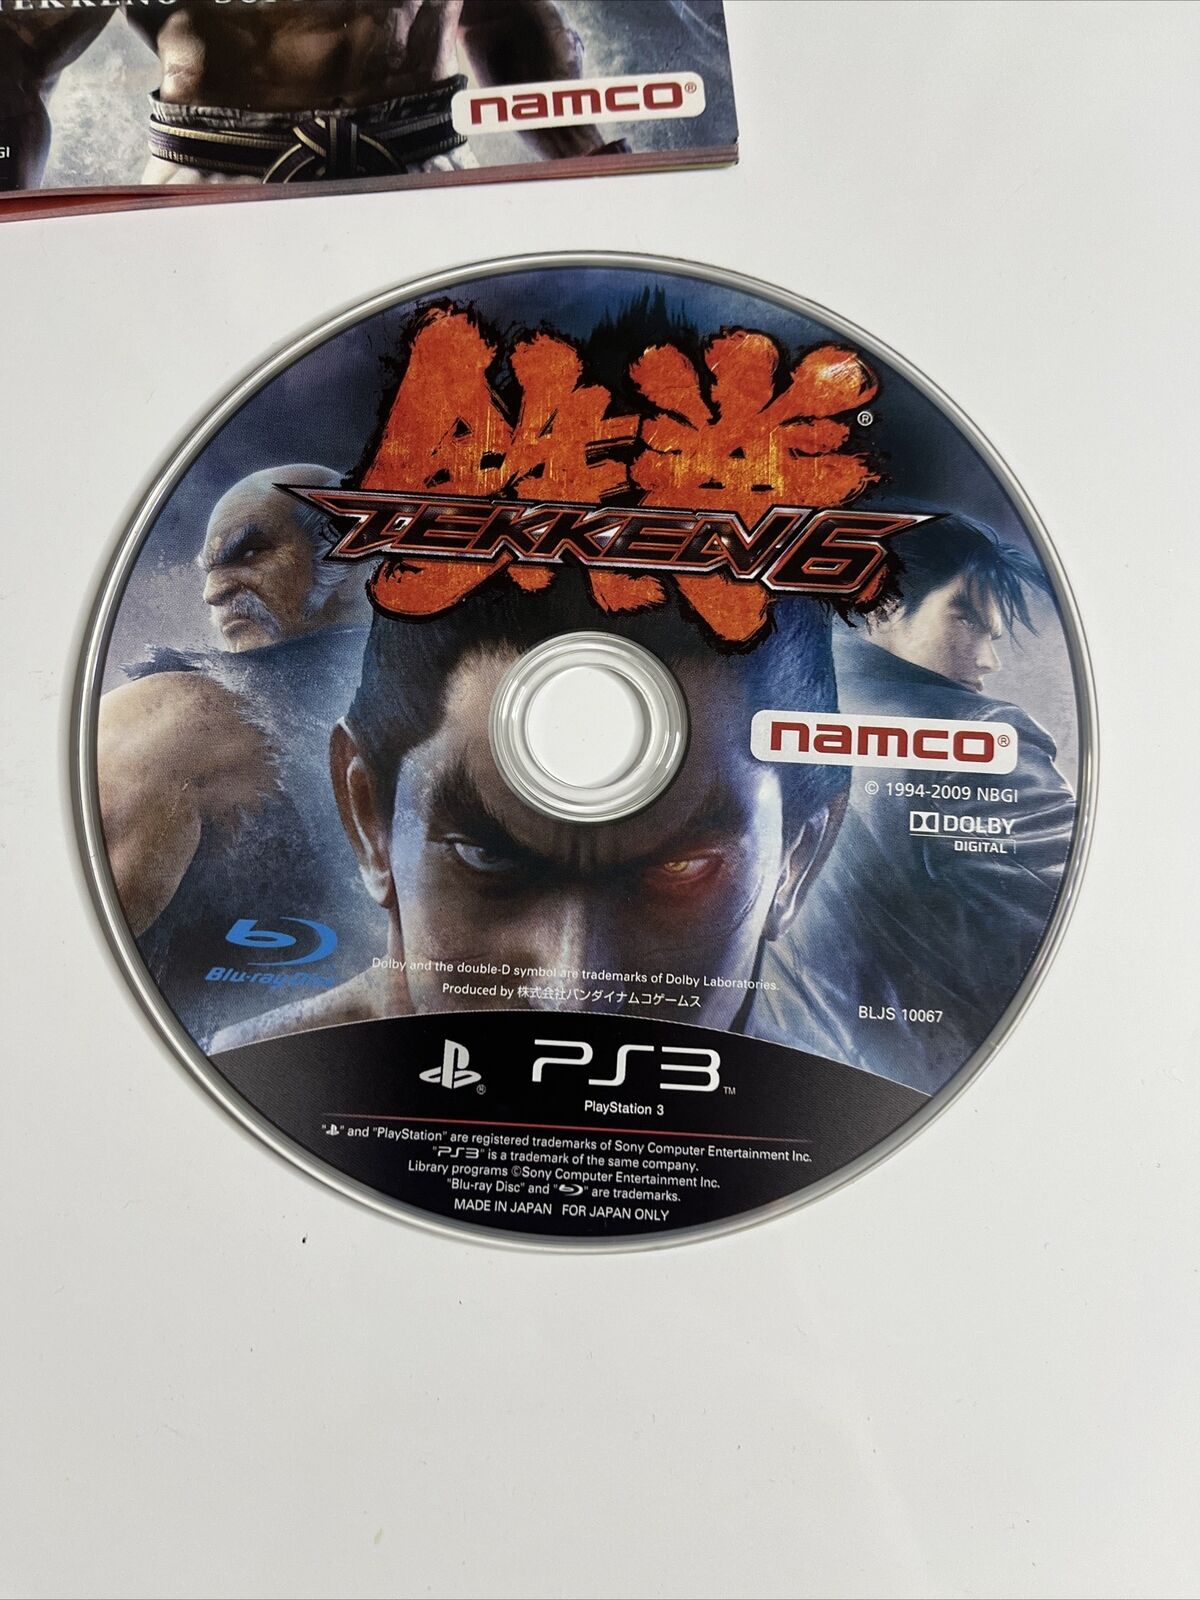 namco®
鉄拳®
TEKKEN 6
namco®
© 1994-2009 NBGI
DOLBY
DIGITAL
Blu-ray Disc
Dolby and the double-D symbol are trademarks of Dolby Laboratories.
Produced by 株式会社バンダイナムコゲームス
BLJS 10067
PS3™
PlayStation 3
" " and "PlayStation" are registered trademarks of Sony Computer Entertainment Inc.
"PS3" is a trademark of the same company.
Library programs ©Sony Computer Entertainment Inc.
"Blu-ray Disc" and " " are trademarks.
MADE IN JAPAN FOR JAPAN ONLY